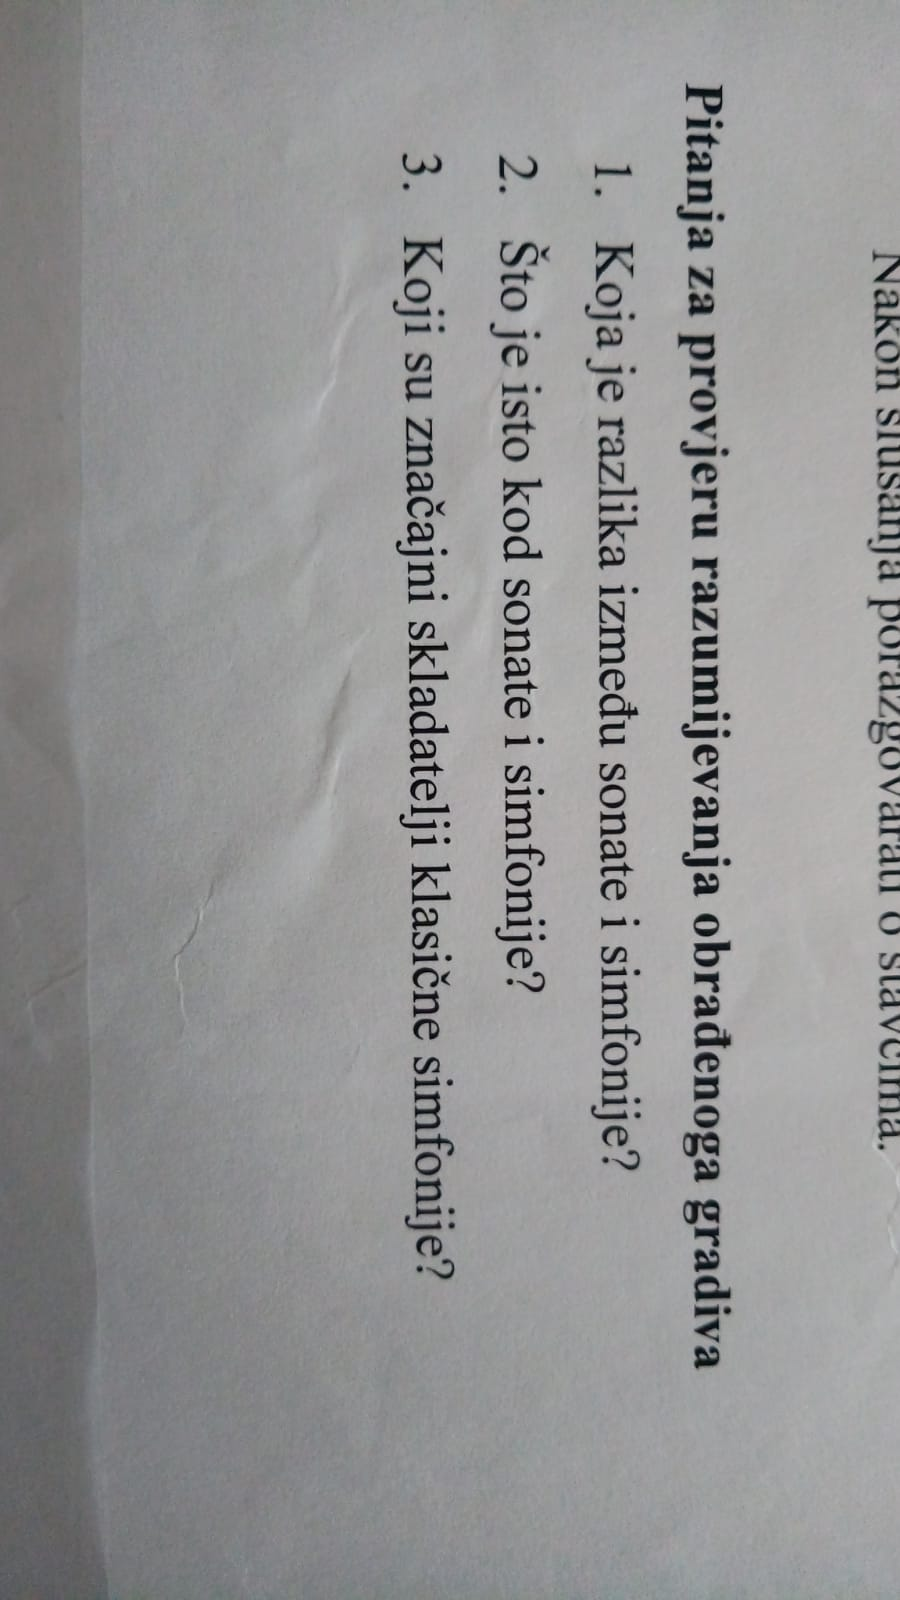 Nakon slušanja porazgovarati o stavcima.
Pitanja za provjeru razumijevanja obrađenoga gradiva
1. Koja je razlika između sonate i simfonije?
2. Što je isto kod sonate i simfonije?
3. Koji su značajni skladatelji klasične simfonije?